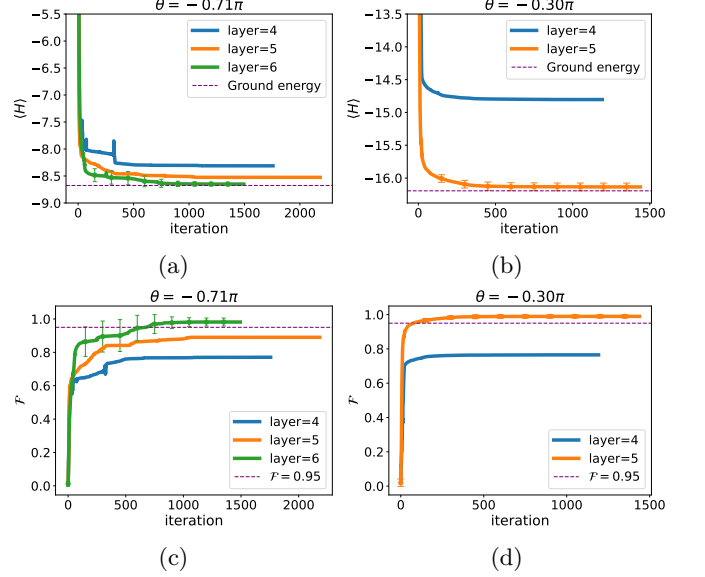 θ = −0.71π
−5.5
−6.0
−6.5
−7.0
−7.5
−8.0
−8.5
−9.0
⟨H⟩
layer=4
layer=5
layer=6
Ground energy
0 500 1000 1500 2000
iteration
(a)
θ = −0.30π
−13.5
−14.0
−14.5
−15.0
−15.5
−16.0
⟨H⟩
layer=4
layer=5
Ground energy
0 500 1000 1500
iteration
(b)
θ = −0.71π
1.0
0.8
0.6
0.4
0.2
0.0
ℱ
layer=4
layer=5
layer=6
ℱ = 0.95
0 500 1000 1500 2000
iteration
(c)
θ = −0.30π
1.0
0.8
0.6
0.4
0.2
0.0
ℱ
layer=4
layer=5
ℱ = 0.95
0 500 1000 1500
iteration
(d)